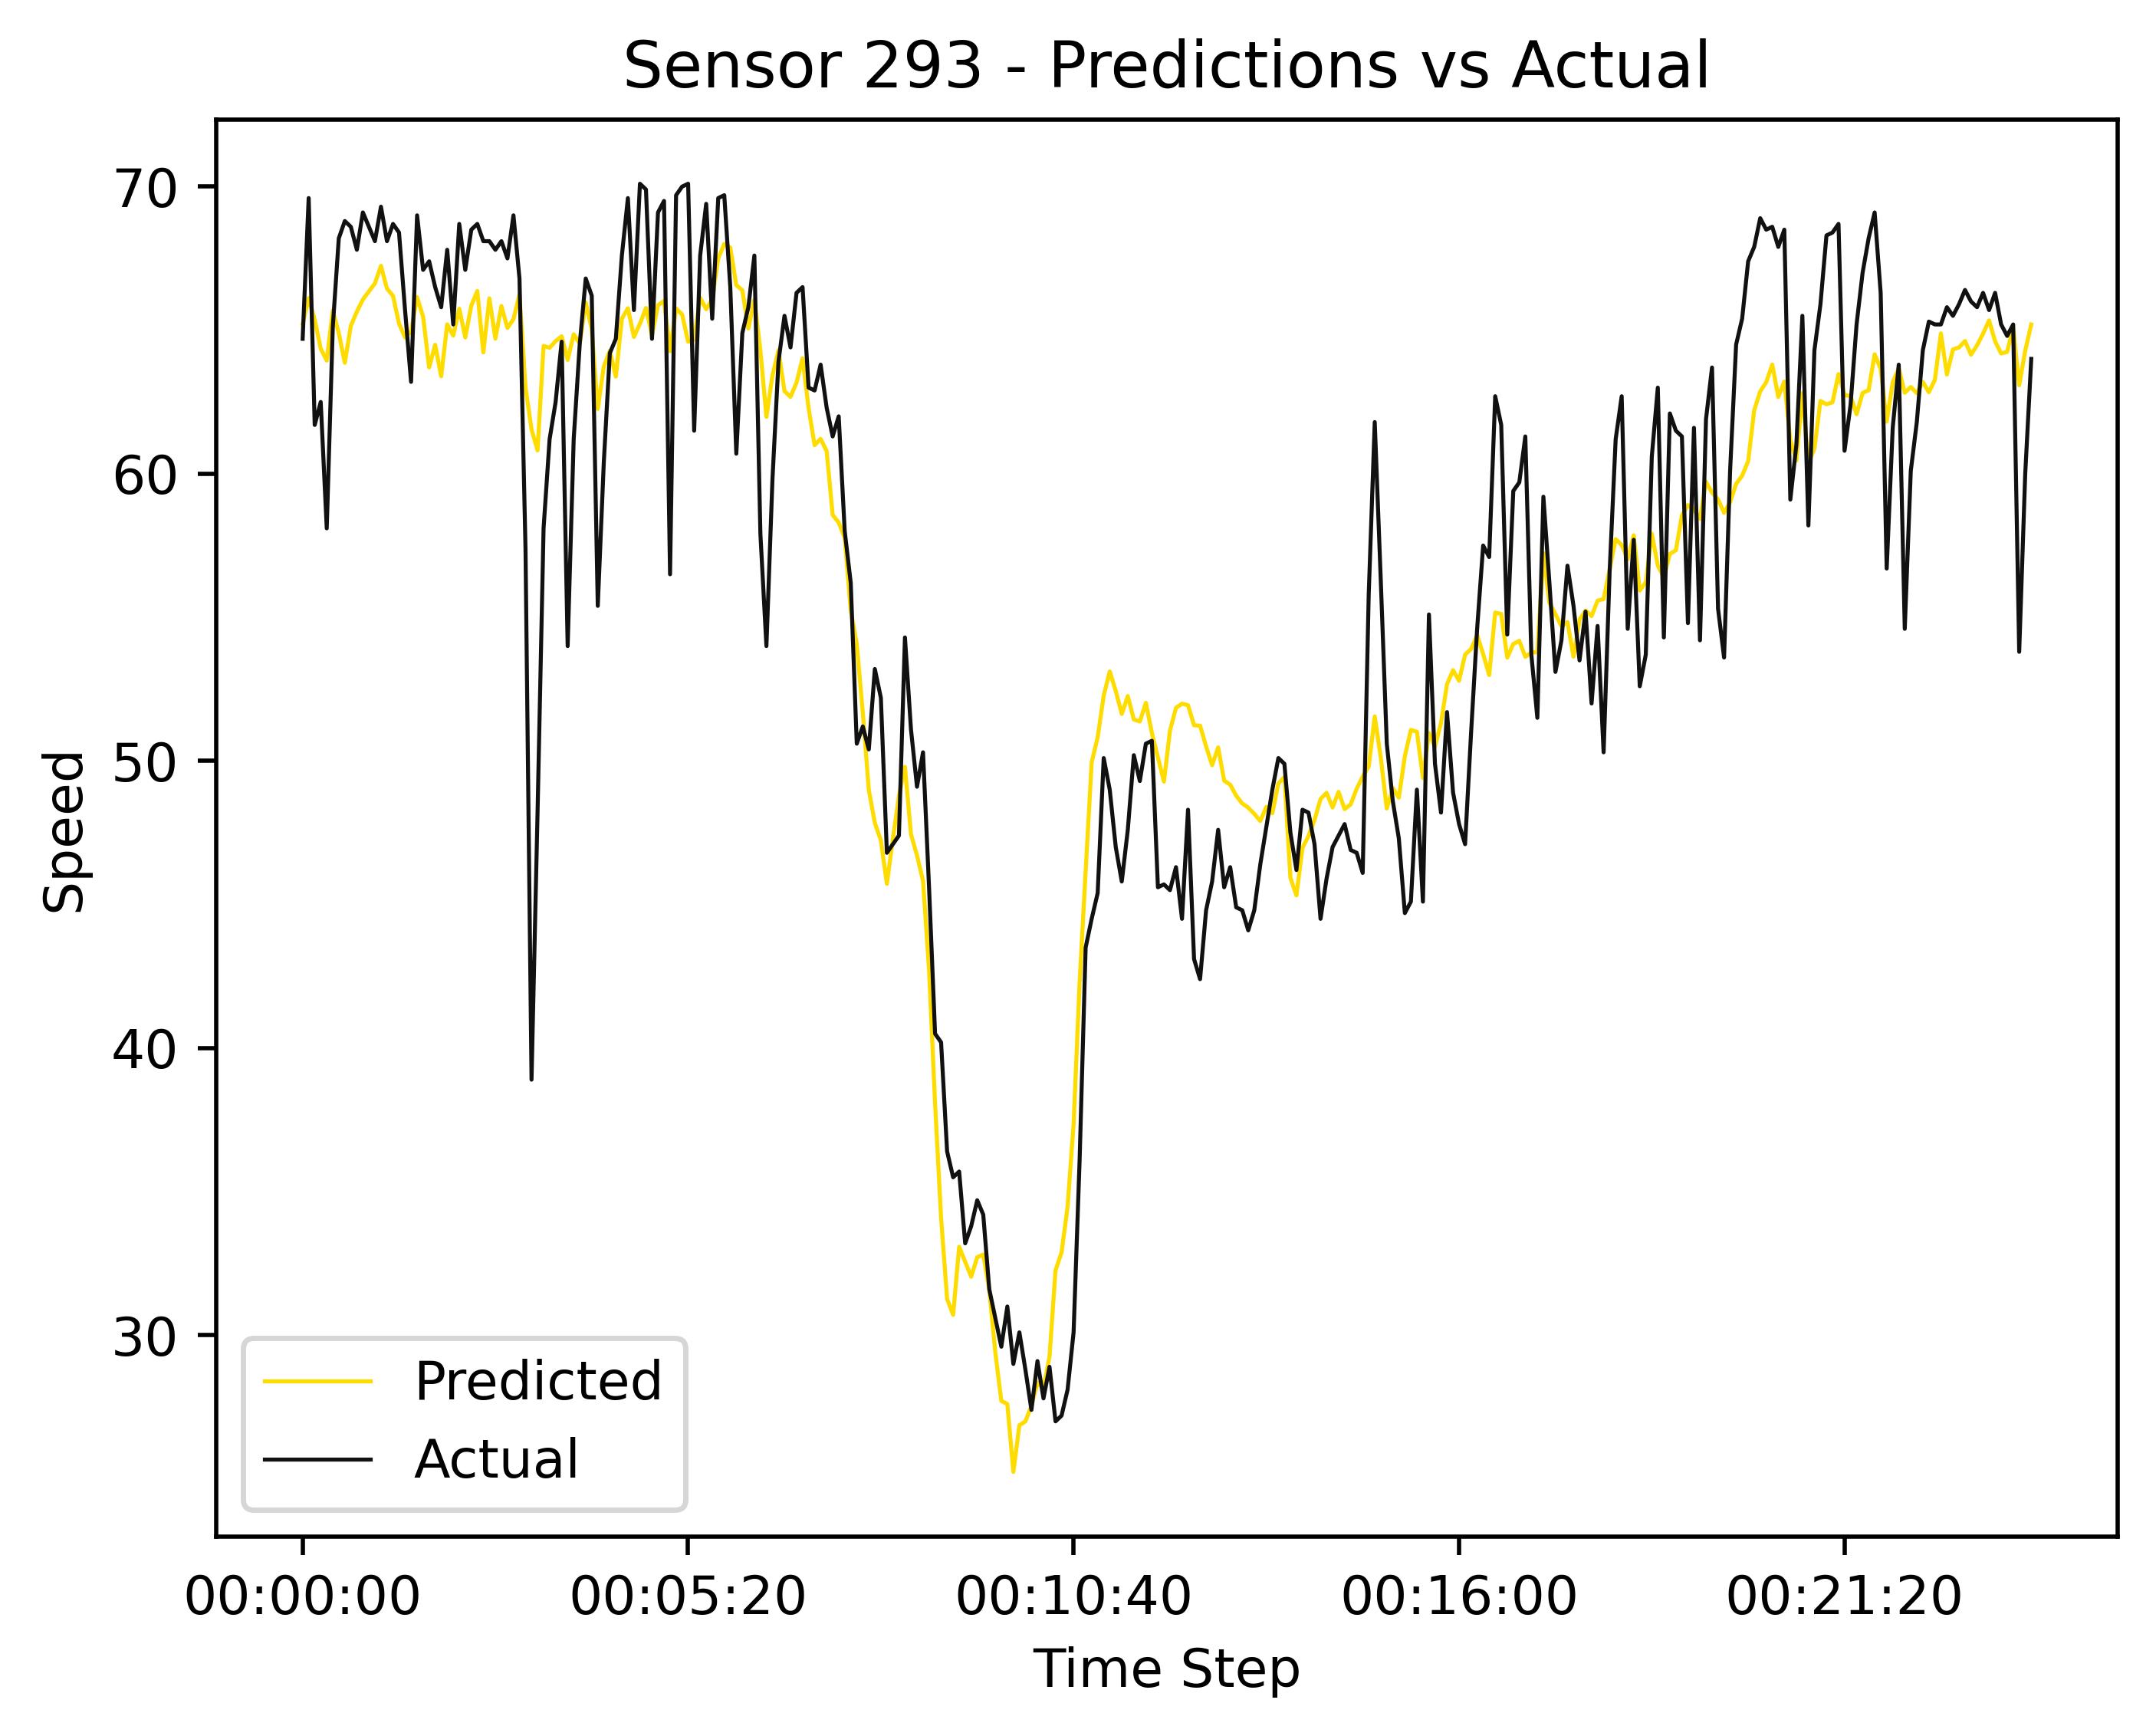 Sensor 293 - Predictions vs Actual
70
60
50
40
30
Speed
Predicted
Actual
00:00:00 00:05:20 00:10:40 00:16:00 00:21:20
Time Step